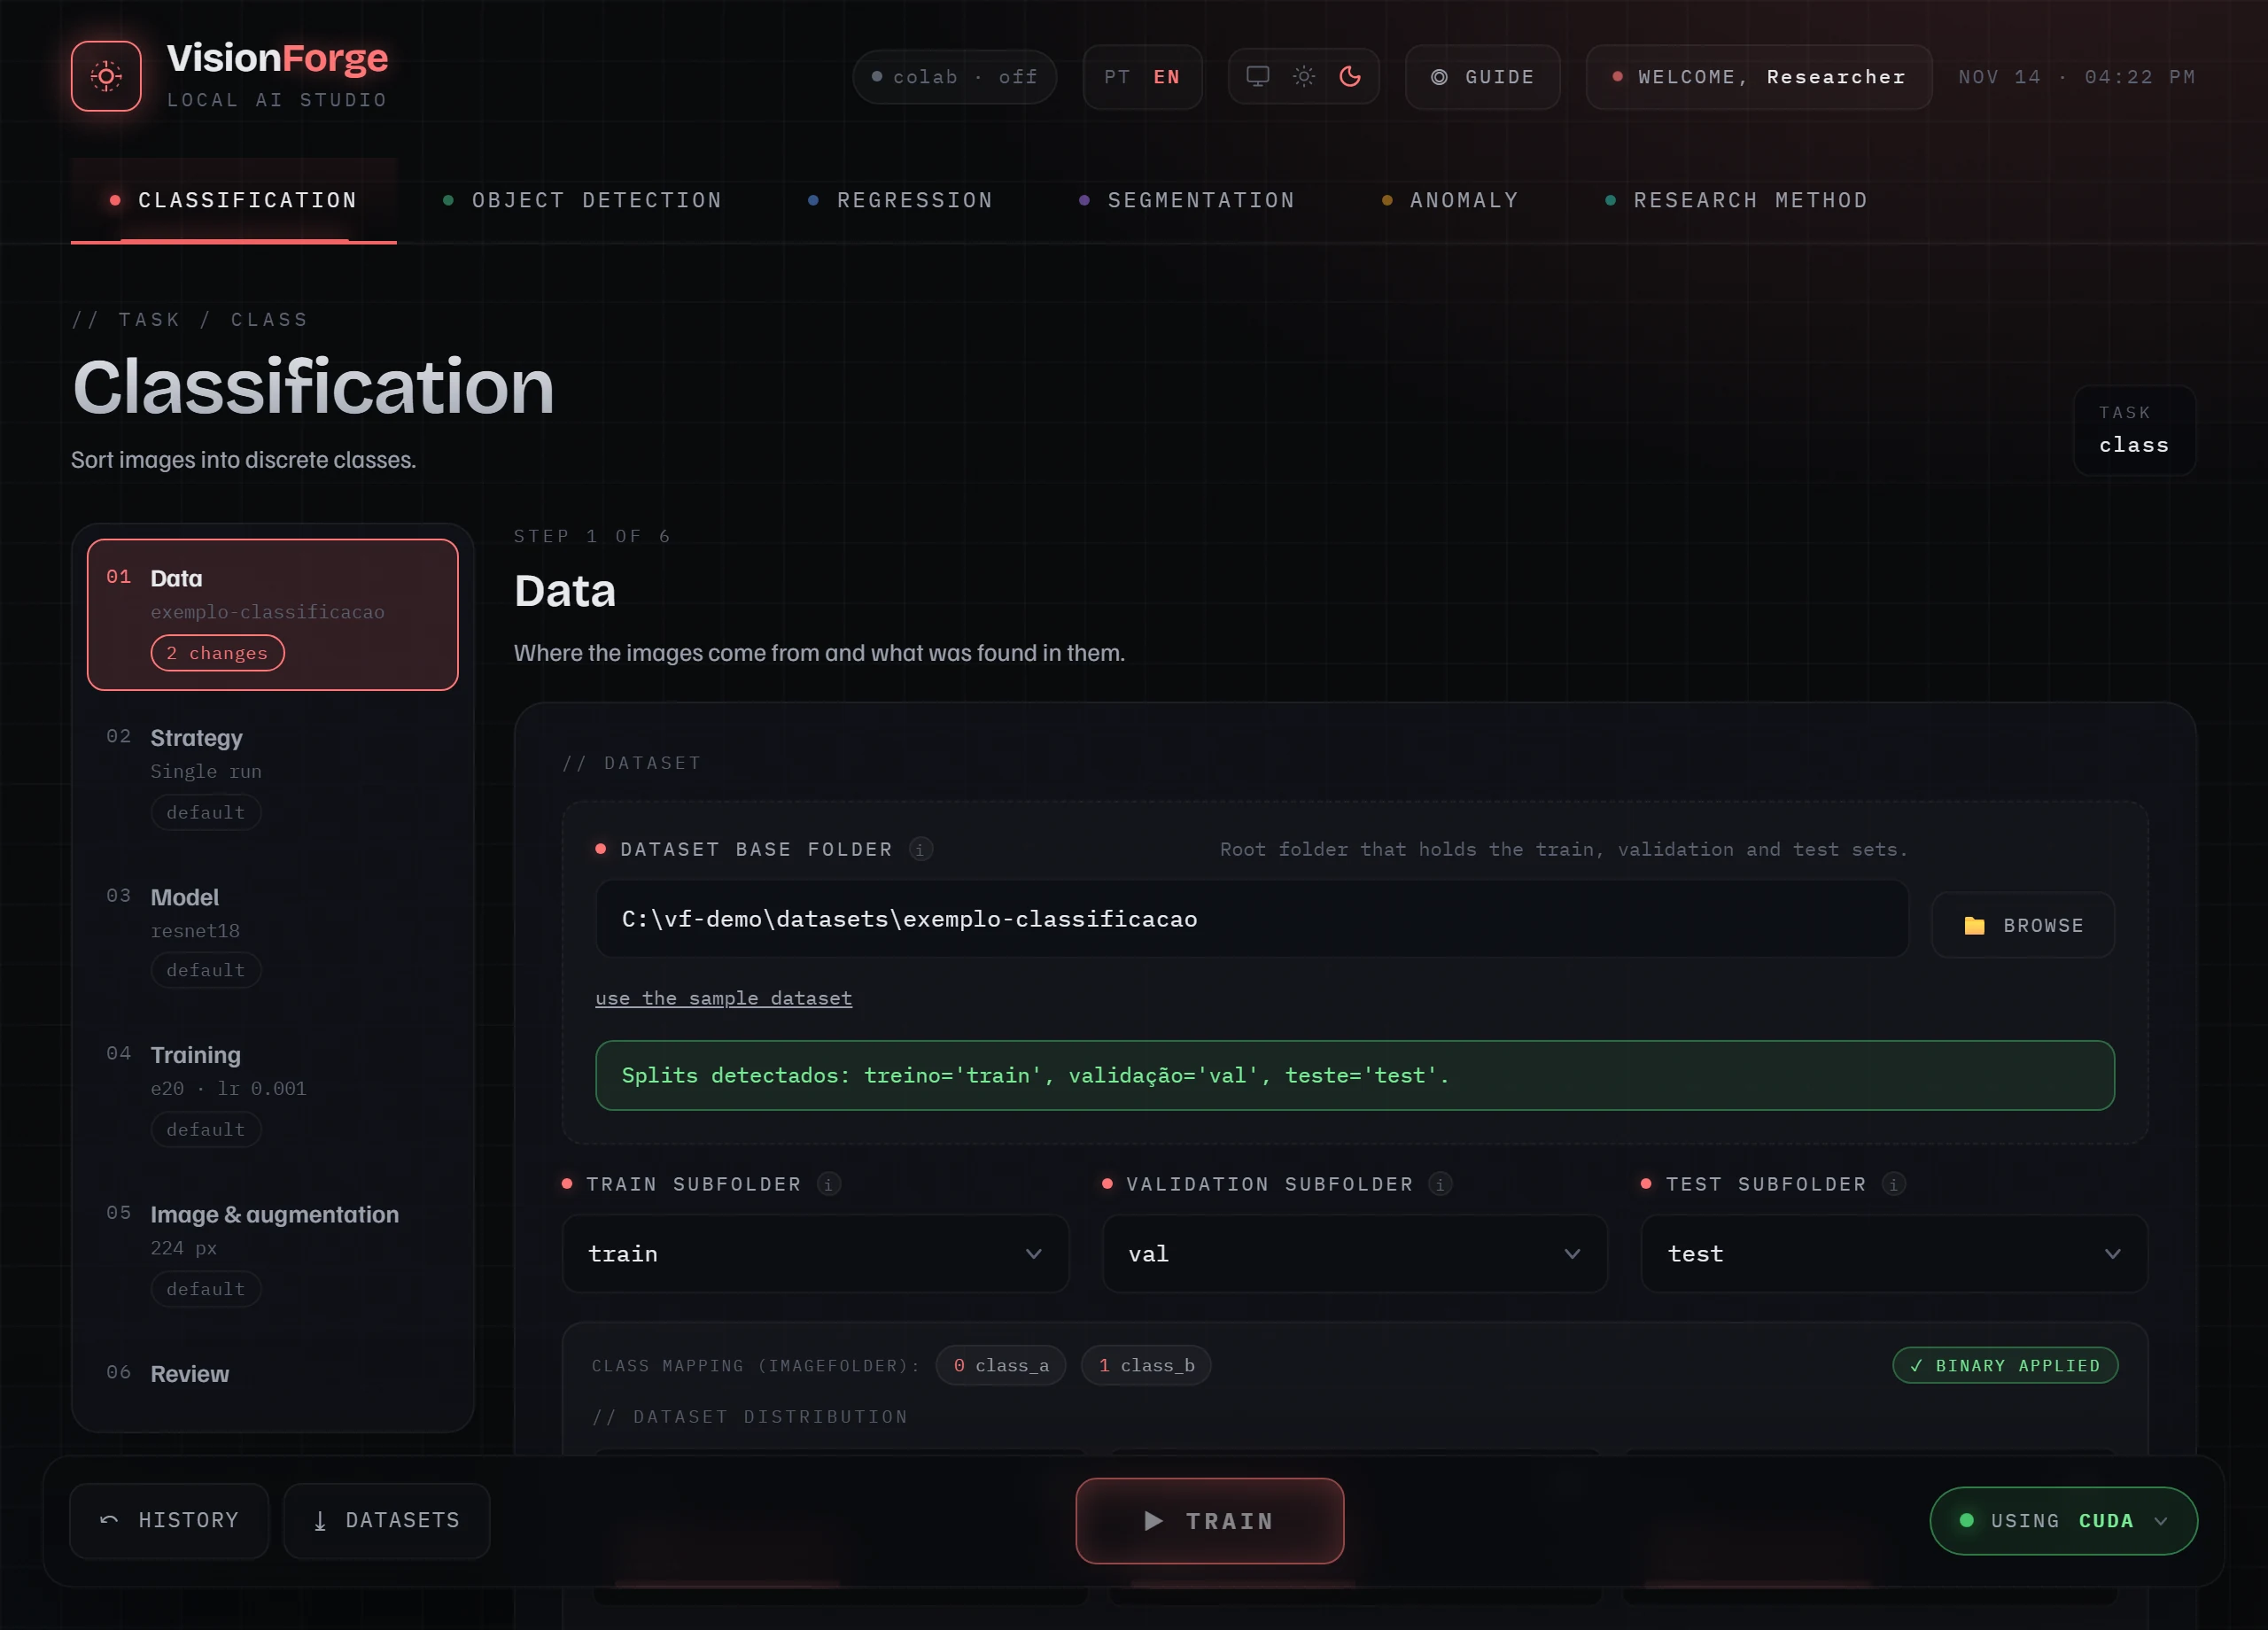 VisionForge
LOCAL AI STUDIO
colab · off
PT EN
GUIDE
WELCOME, Researcher
NOV 14 · 04:22 PM
CLASSIFICATION
OBJECT DETECTION
REGRESSION
SEGMENTATION
ANOMALY
RESEARCH METHOD
// TASK / CLASS
Classification
Sort images into discrete classes.
TASK
class
01 Data
exemplo-classificacao
2 changes
02 Strategy
Single run
default
03 Model
resnet18
default
04 Training
e20 · lr 0.001
default
05 Image & augmentation
224 px
default
06 Review
STEP 1 OF 6
Data
Where the images come from and what was found in them.
// DATASET
DATASET BASE FOLDER i
Root folder that holds the train, validation and test sets.
C:\vf-demo\datasets\exemplo-classificacao
BROWSE
use the sample dataset
Splits detectados: treino='train', validação='val', teste='test'.
TRAIN SUBFOLDER i
train
VALIDATION SUBFOLDER i
val
TEST SUBFOLDER i
test
CLASS MAPPING (IMAGEFOLDER): 0 class_a 1 class_b
✓ BINARY APPLIED
// DATASET DISTRIBUTION
HISTORY
DATASETS
TRAIN
USING CUDA